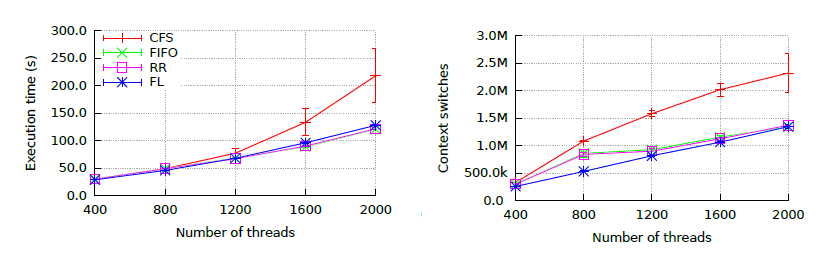 300.0
250.0
200.0
150.0
100.0
50.0
0.0
Execution time (s)
CFS
FIFO
RR
FL
400
800
1200
1600
2000
Number of threads
3.0M
2.5M
2.0M
1.5M
1.0M
500.0k
0.0
Context switches
400
800
1200
1600
2000
Number of thread